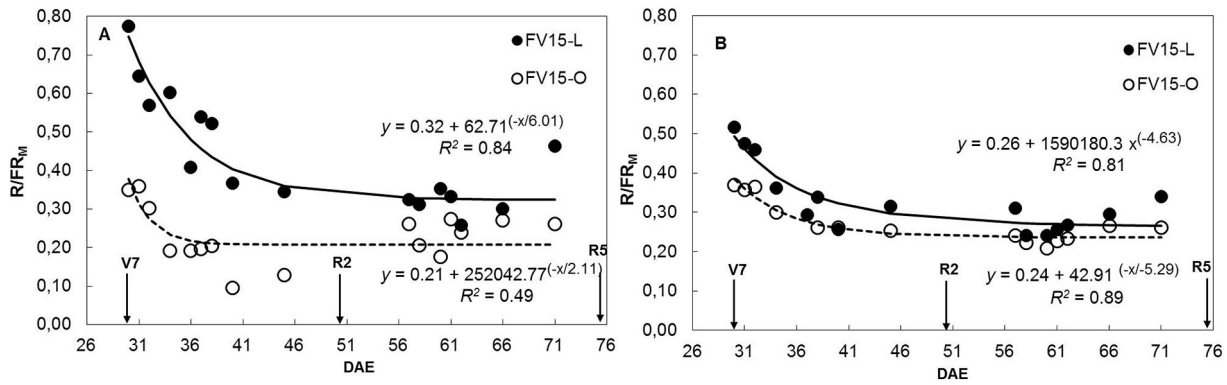 A
FV15-L
FV15-O
y = 0.32 + 62.71(-x/6.01)
R² = 0.84
y = 0.21 + 252042.77(-x/2.11)
R² = 0.49
V7
R2
R5
0,80
0,70
0,60
0,50
0,40
0,30
0,20
0,10
0,00
R/FRM
26 31 36 41 46 51 56 61 66 71 76
DAE
B
FV15-L
FV15-O
y = 0.26 + 1590180.3 x(-4.63)
R² = 0.81
y = 0.24 + 42.91 (-x/-5.29)
R² = 0.89
V7
R2
R5
0,80
0,70
0,60
0,50
0,40
0,30
0,20
0,10
0,00
R/FRM
26 31 36 41 46 51 56 61 66 71 76
DAE